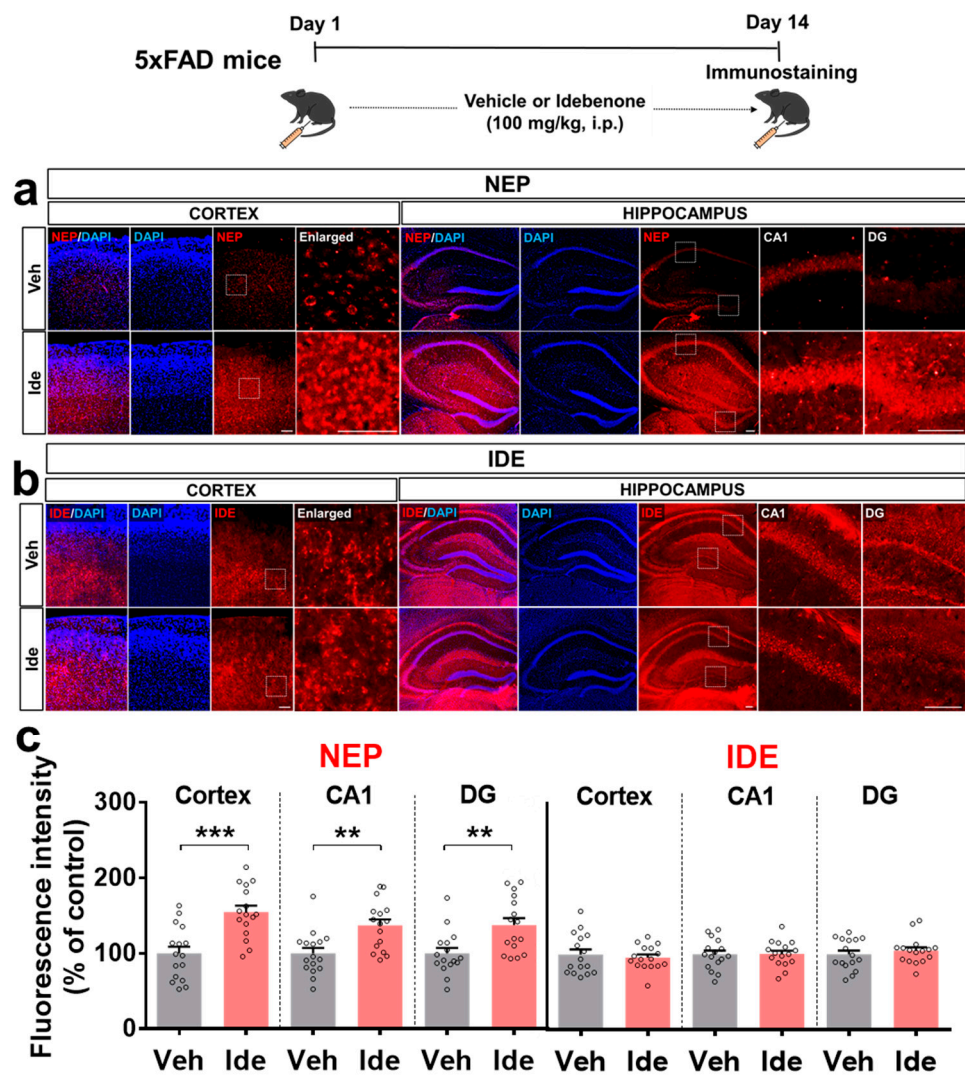 Day 1
Day 14
5xFAD mice
Immunostaining
Vehicle or Idebenone
(100 mg/kg, i.p.)
a
NEP
CORTEX
HIPPOCAMPUS
Veh
NEP/DAPI
DAPI
NEP
Enlarged
NEP/DAPI
DAPI
NEP
CA1
DG
Ide
b
IDE
CORTEX
HIPPOCAMPUS
Veh
IDE/DAPI
DAPI
IDE
Enlarged
IDE/DAPI
DAPI
IDE
CA1
DG
Ide
c
NEP
IDE
Fluorescence intensity
(% of control)
300
200
100
0
Cortex
CA1
DG
Cortex
CA1
DG
***
**
**
Veh Ide Veh Ide Veh Ide Veh Ide Veh Ide Veh Ide